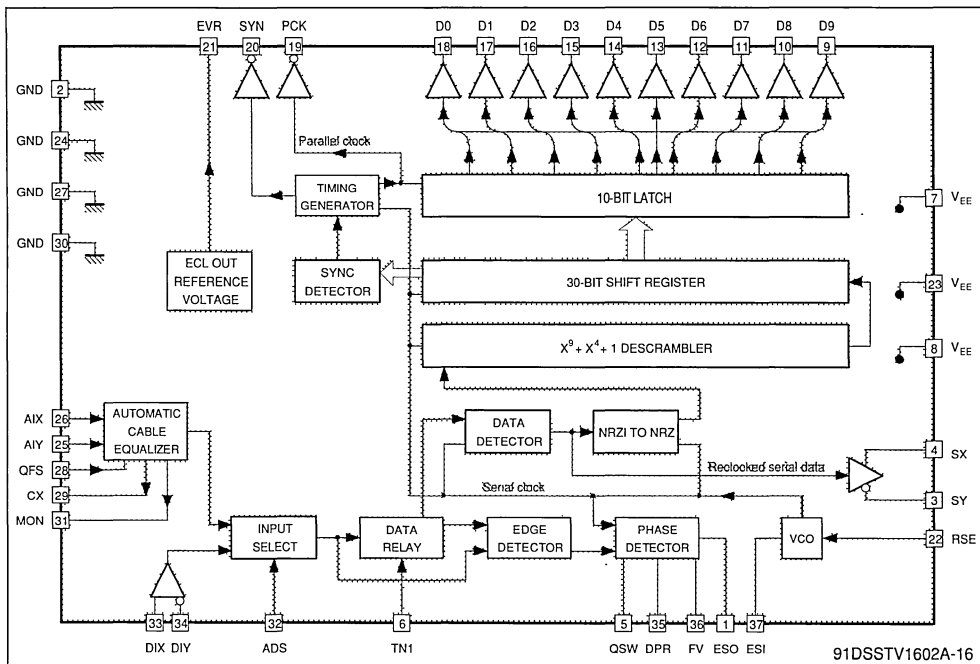 EVR SYN PCK D0 D1 D2 D3 D4 D5 D6 D7 D8 D9
21 20 19 18 17 16 15 14 13 12 11 10 9
GND 2
GND 24
GND 27
GND 30
Parallel clock
TIMING
GENERATOR
10-BIT LATCH
7 VEE
ECL OUT
REFERENCE
VOLTAGE
SYNC
DETECTOR
30-BIT SHIFT REGISTER
23 VEE
X⁹ + X⁴ + 1 DESCRAMBLER
8 VEE
AIX 26
AIY 25
QFS 28
CX 29
MON 31
AUTOMATIC
CABLE
EQUALIZER
DATA
DETECTOR
NRZI TO NRZ
Reclocked serial data
4 SX
3 SY
Serial clock
INPUT
SELECT
DATA
RELAY
EDGE
DETECTOR
PHASE
DETECTOR
VCO
22 RSE
33 34 32 6 5 35 36 1 37
DIX DIY ADS TN1 QSW DPR FV ESO ESI
91DSSTV1602A-16